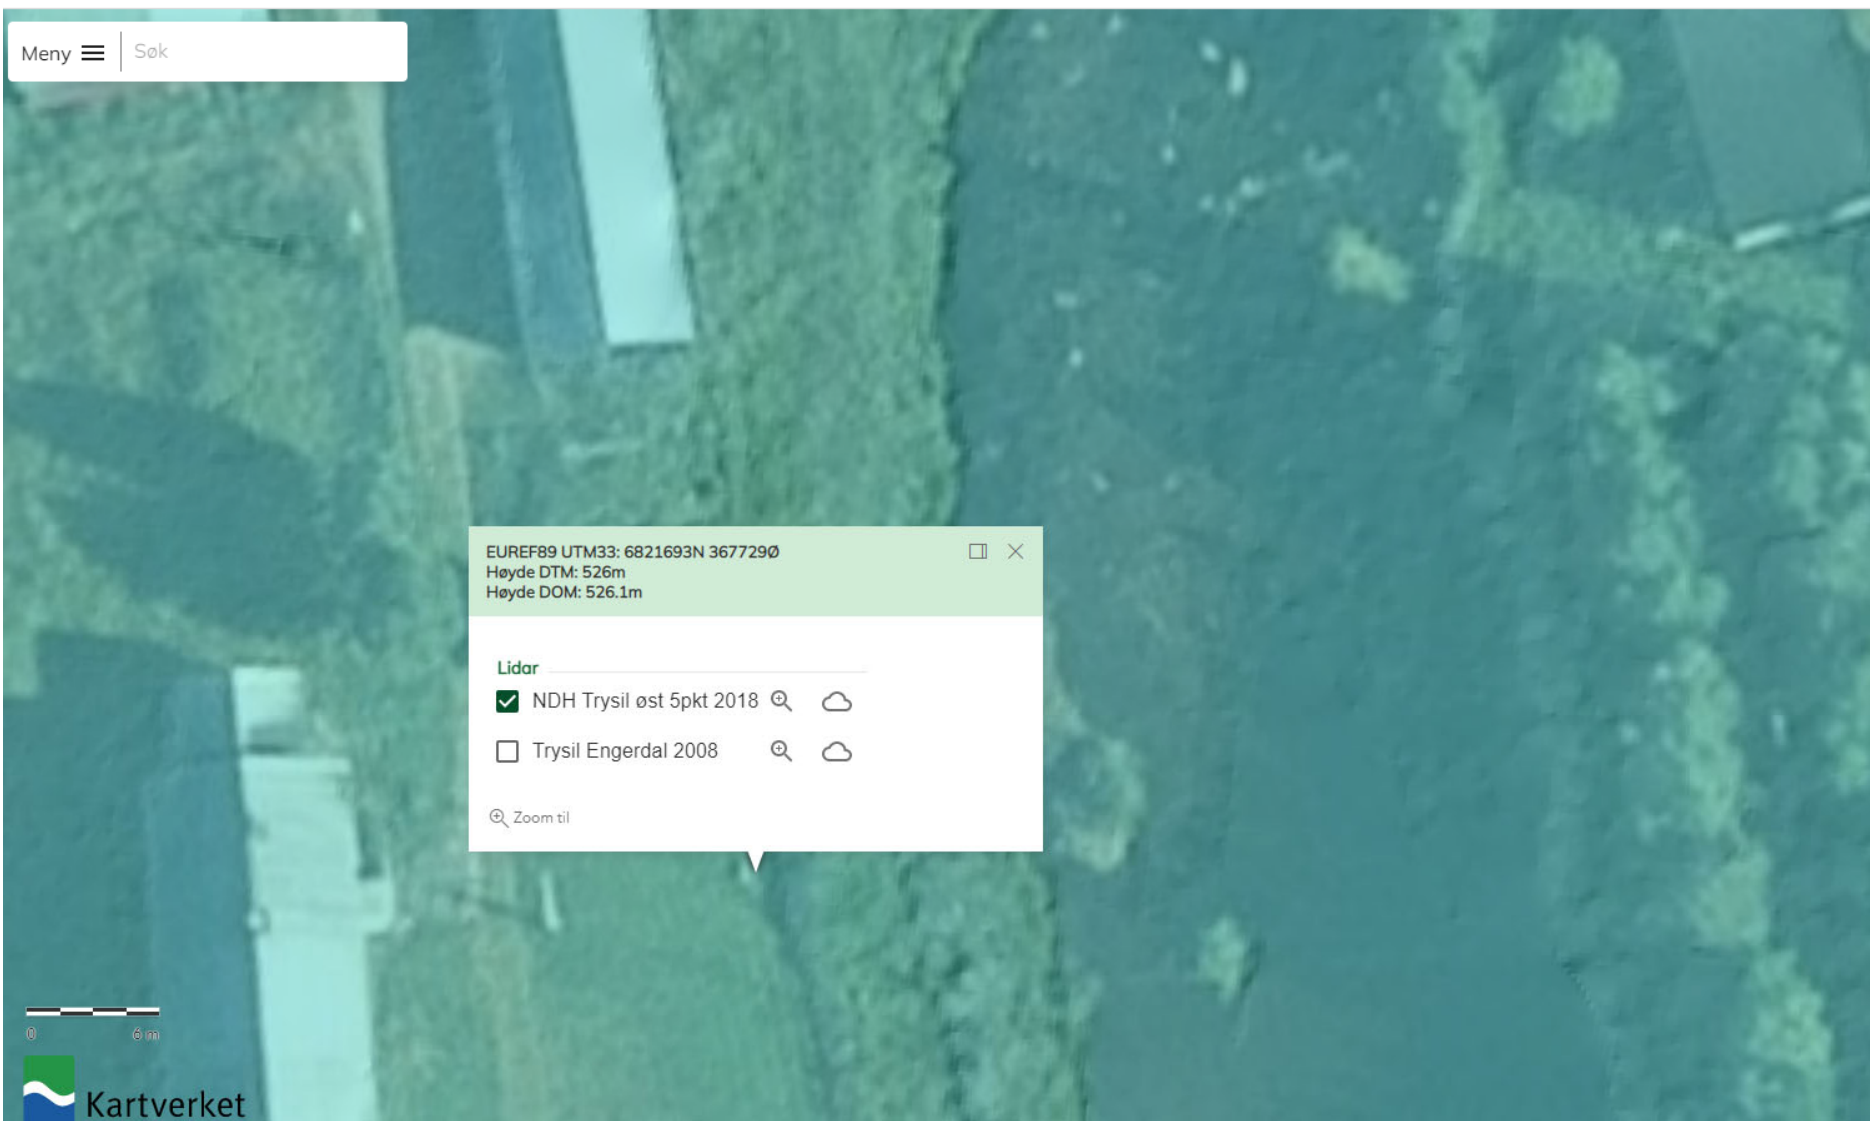 Meny
Søk
EUREF89 UTM33: 6821693N 367729Ø
Høyde DTM: 526m
Høyde DOM: 526.1m
Lidar
NDH Trysil øst 5pkt 2018
Trysil Engerdal 2008
Zoom til
0 6 m
Kartverket